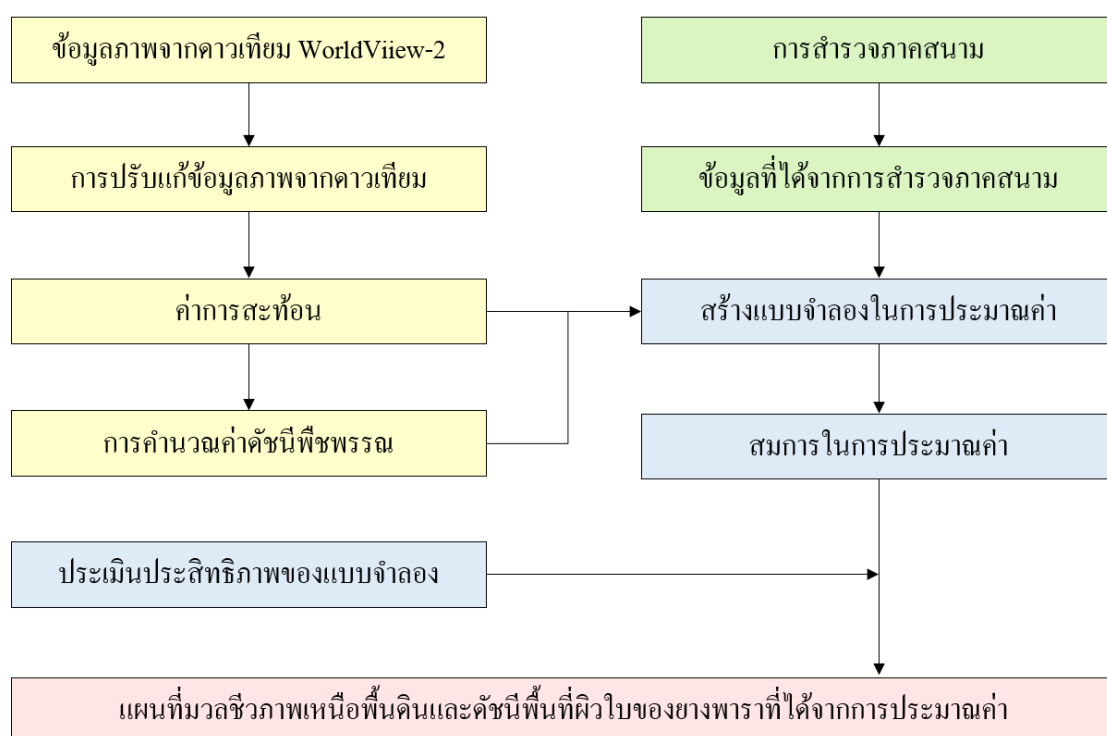 ข้อมูลภาพจากดาวเทียม WorldViiew-2
การสำรวจภาคสนาม
การปรับแก้ข้อมูลภาพจากดาวเทียม
ข้อมูลที่ได้จากการสำรวจภาคสนาม
ค่าการสะท้อน
สร้างแบบจำลองในการประมาณค่า
การคำนวณค่าดัชนีพืชพรรณ
สมการในการประมาณค่า
ประเมินประสิทธิภาพของแบบจำลอง
แผนที่มวลชีวภาพเหนือพื้นดินและดัชนีพื้นที่ผิวใบของยางพาราที่ได้จากการประมาณค่า